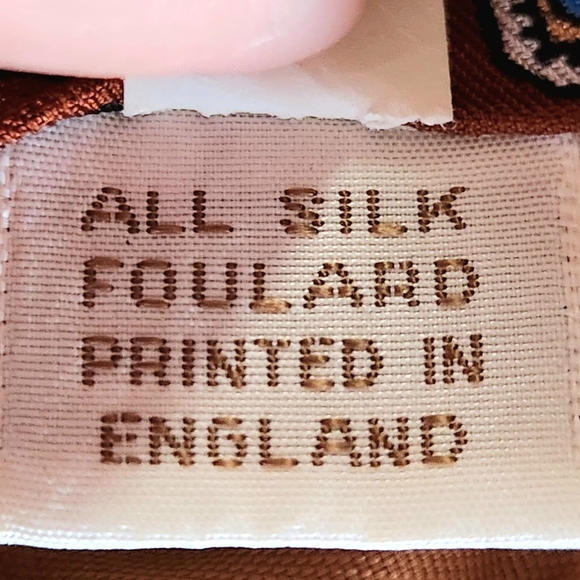 ALL SILK
FOULARD
PRINTED IN
ENGLAND